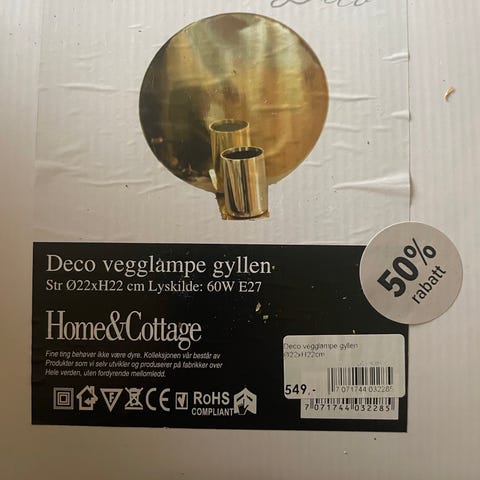 Deco
Deco vegglampe gyllen
Str Ø22xH22 cm Lyskilde: 60W E27
Home&Cottage
Fine ting behøver ikke være dyre. Kolleksjonen vår består av
Produkter som vi selv utvikler og produserer på fabrikker over
Hele verden, uten fordyrende mellomledd.
RoHS
COMPLIANT
50%
rabatt
Deco vegglampe gyllen
Ø22xH22cm
549,-
7 071744 032285
7 071744 032285